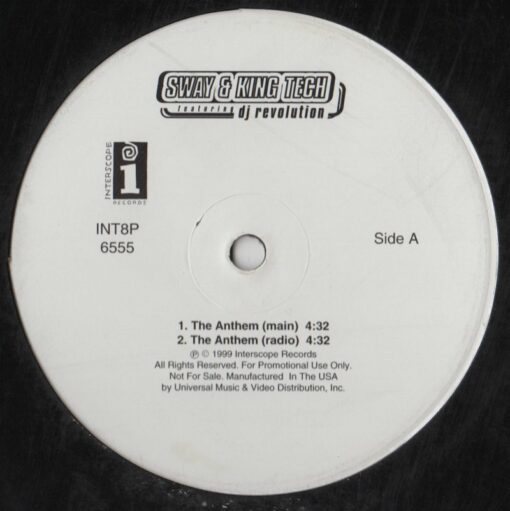 SWAY & KING TECH
featuring dj revolution
INTERSCOPE
i
RECORDS
INT8P
6555
Side A
1. The Anthem (main) 4:32
2. The Anthem (radio) 4:32
℗ © 1999 Interscope Records
All Rights Reserved. For Promotional Use Only.
Not For Sale. Manufactured In The USA
by Universal Music & Video Distribution, Inc.